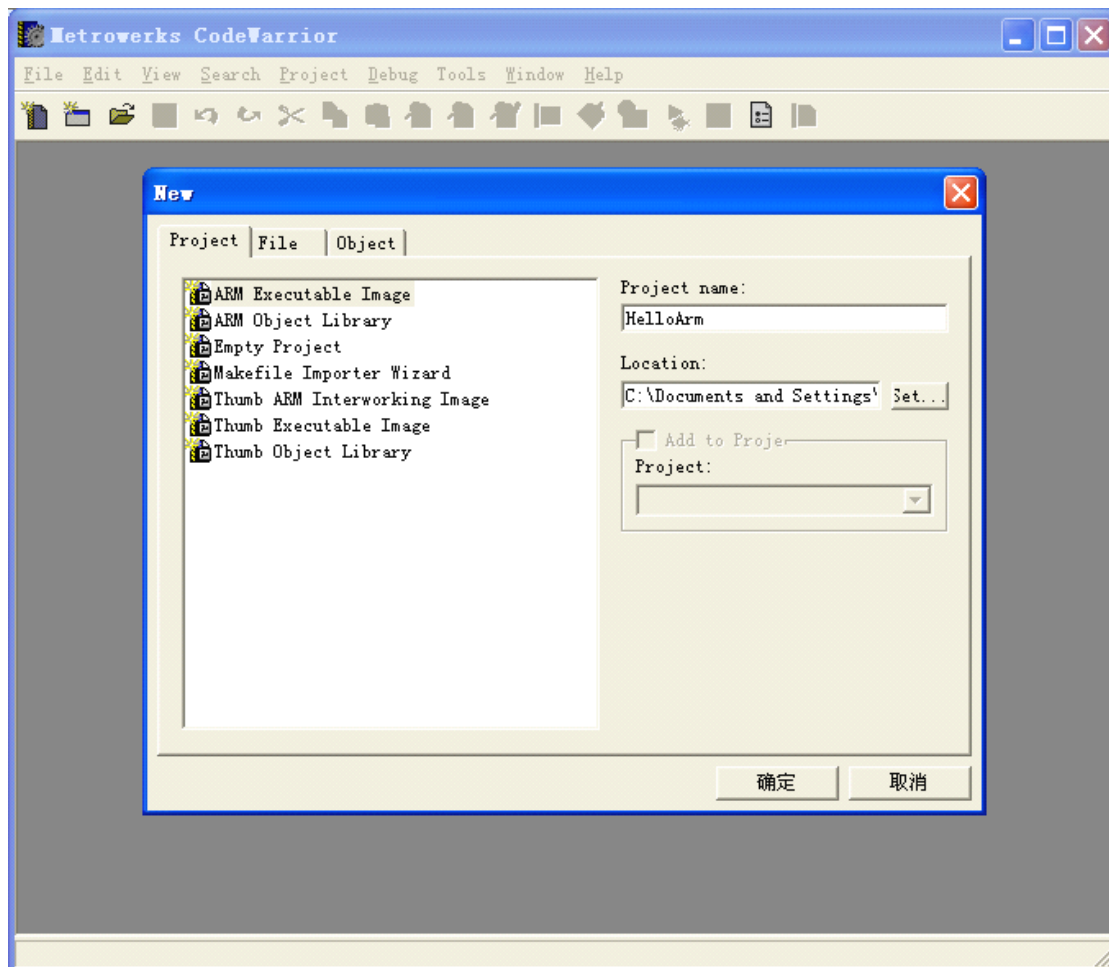 Metrowerks CodeWarrior
File Edit View Search Project Debug Tools Window Help
New
Project File Object
ARM Executable Image
ARM Object Library
Empty Project
Makefile Importer Wizard
Thumb ARM Interworking Image
Thumb Executable Image
Thumb Object Library
Project name:
HelloArm
Location:
C:\Documents and Settings\ Set...
Add to Proje
Project:
确定 取消